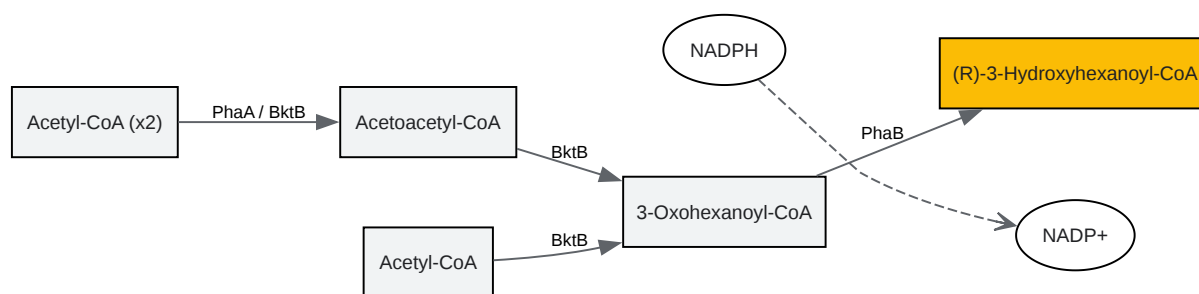 NADPH
(R)-3-Hydroxyhexanoyl-CoA
Acetyl-CoA (x2)
PhaA / BktB
Acetoacetyl-CoA
PhaB
BktB
3-Oxohexanoyl-CoA
BktB
Acetyl-CoA
NADP+